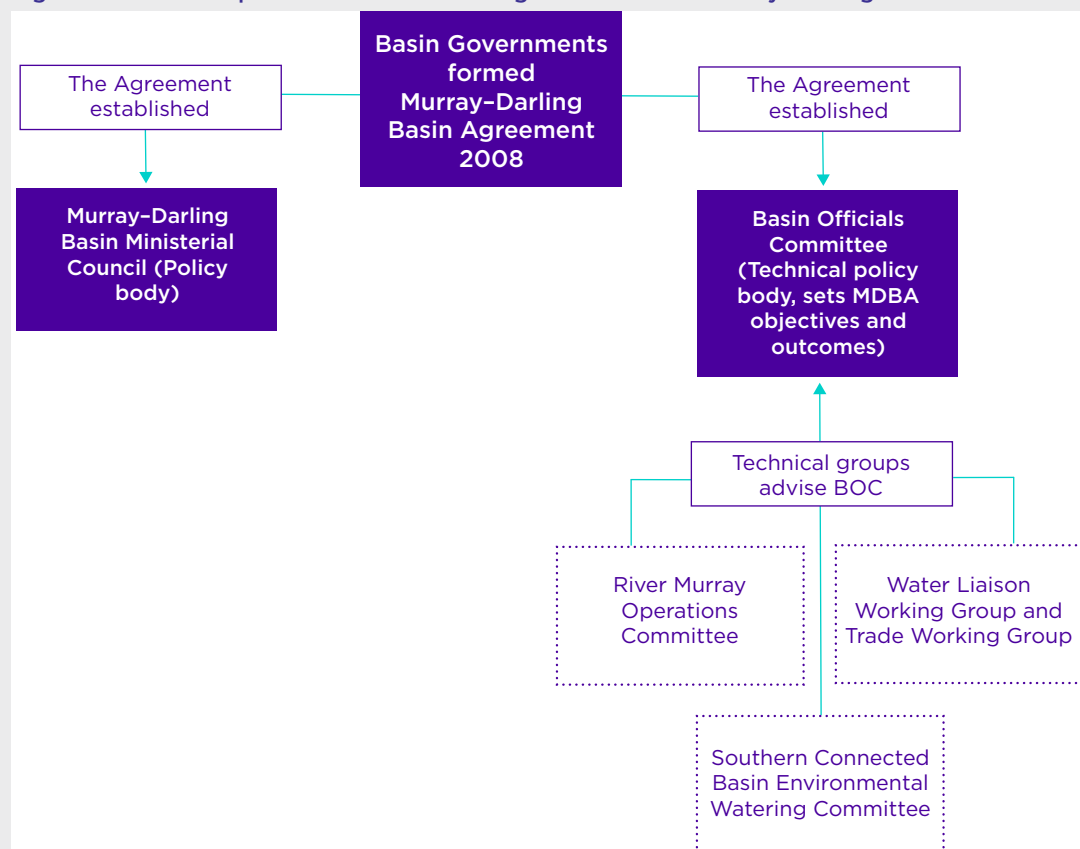 Basin Governments
formed
Murray–Darling
Basin Agreement
2008
The Agreement
established
The Agreement
established
Murray–Darling
Basin Ministerial
Council (Policy
body)
Basin Officials
Committee
(Technical policy
body, sets MDBA
objectives and
outcomes)
Technical groups
advise BOC
River Murray
Operations
Committee
Water Liaison
Working Group and
Trade Working Group
Southern Connected
Basin Environmental
Watering Committee